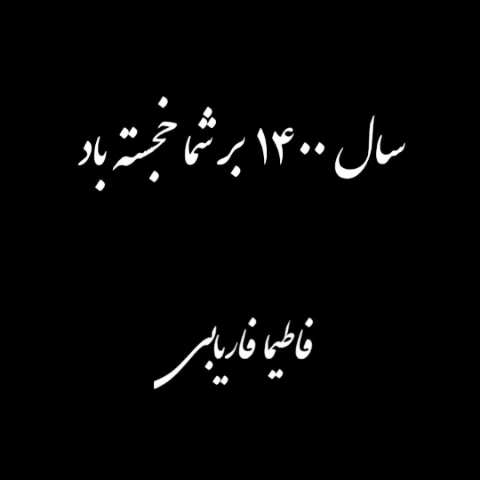 سال ۱۴۰۰ بر شما خجسته باد
فاطیما فاریابی